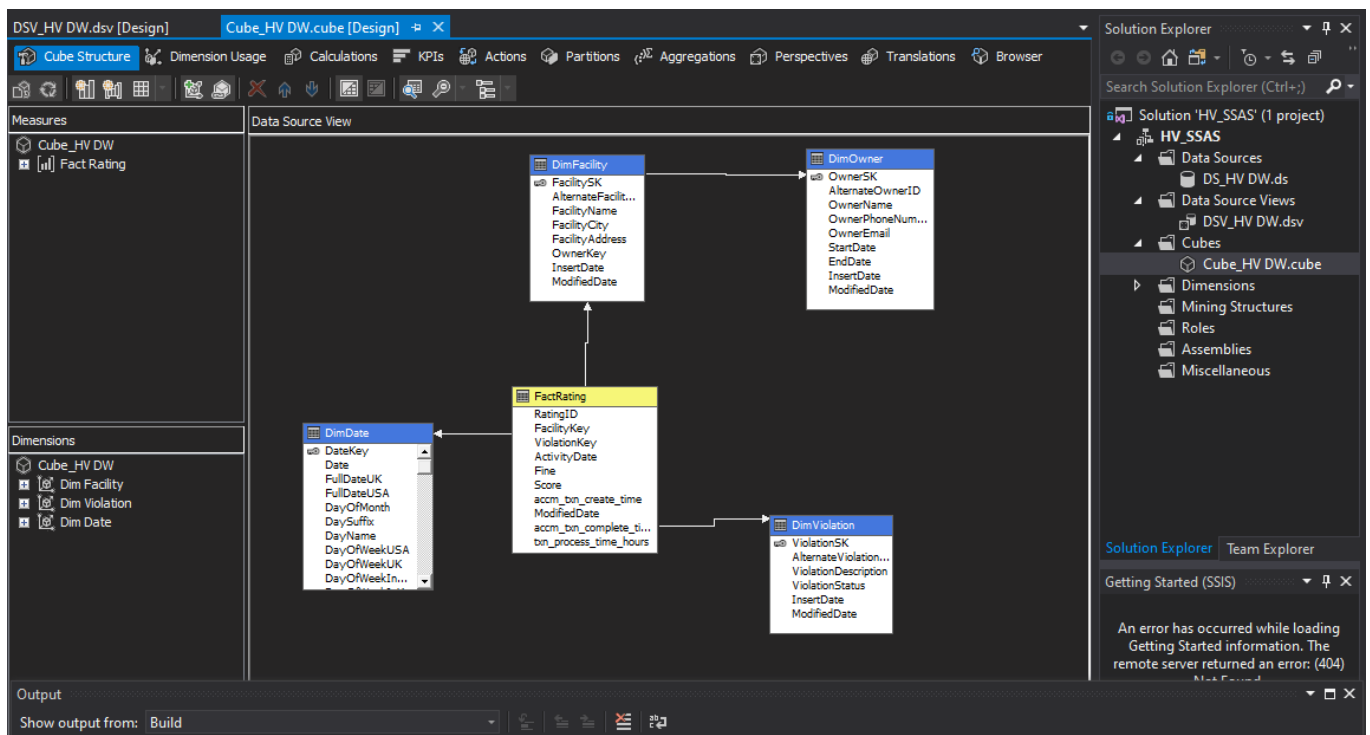 DSV_HV DW.dsv [Design]
Cube_HV DW.cube [Design]
Cube Structure
Dimension Usage
Calculations
KPIs
Actions
Partitions
Aggregations
Perspectives
Translations
Browser
Measures
Cube_HV DW
Fact Rating
Dimensions
Cube_HV DW
Dim Facility
Dim Violation
Dim Date
Data Source View
DimFacility
FacilitySK
AlternateFacilit...
FacilityName
FacilityCity
FacilityAddress
OwnerKey
InsertDate
ModifiedDate
DimOwner
OwnerSK
AlternateOwnerID
OwnerName
OwnerPhoneNum...
OwnerEmail
StartDate
EndDate
InsertDate
ModifiedDate
FactRating
RatingID
FacilityKey
ViolationKey
ActivityDate
Fine
Score
accm_txn_create_time
ModifiedDate
accm_txn_complete_ti...
txn_process_time_hours
DimDate
DateKey
Date
FullDateUK
FullDateUSA
DayOfMonth
DaySuffix
DayName
DayOfWeekUSA
DayOfWeekUK
DayOfWeekIn...
DimViolation
ViolationSK
AlternateViolation...
ViolationDescription
ViolationStatus
InsertDate
ModifiedDate
Solution Explorer
Search Solution Explorer (Ctrl+;)
Solution 'HV_SSAS' (1 project)
HV_SSAS
Data Sources
DS_HV DW.ds
Data Source Views
DSV_HV DW.dsv
Cubes
Cube_HV DW.cube
Dimensions
Mining Structures
Roles
Assemblies
Miscellaneous
Solution Explorer
Team Explorer
Getting Started (SSIS)
An error has occurred while loading
Getting Started information. The
remote server returned an error: (404)
Not Found
Output
Show output from:
Build